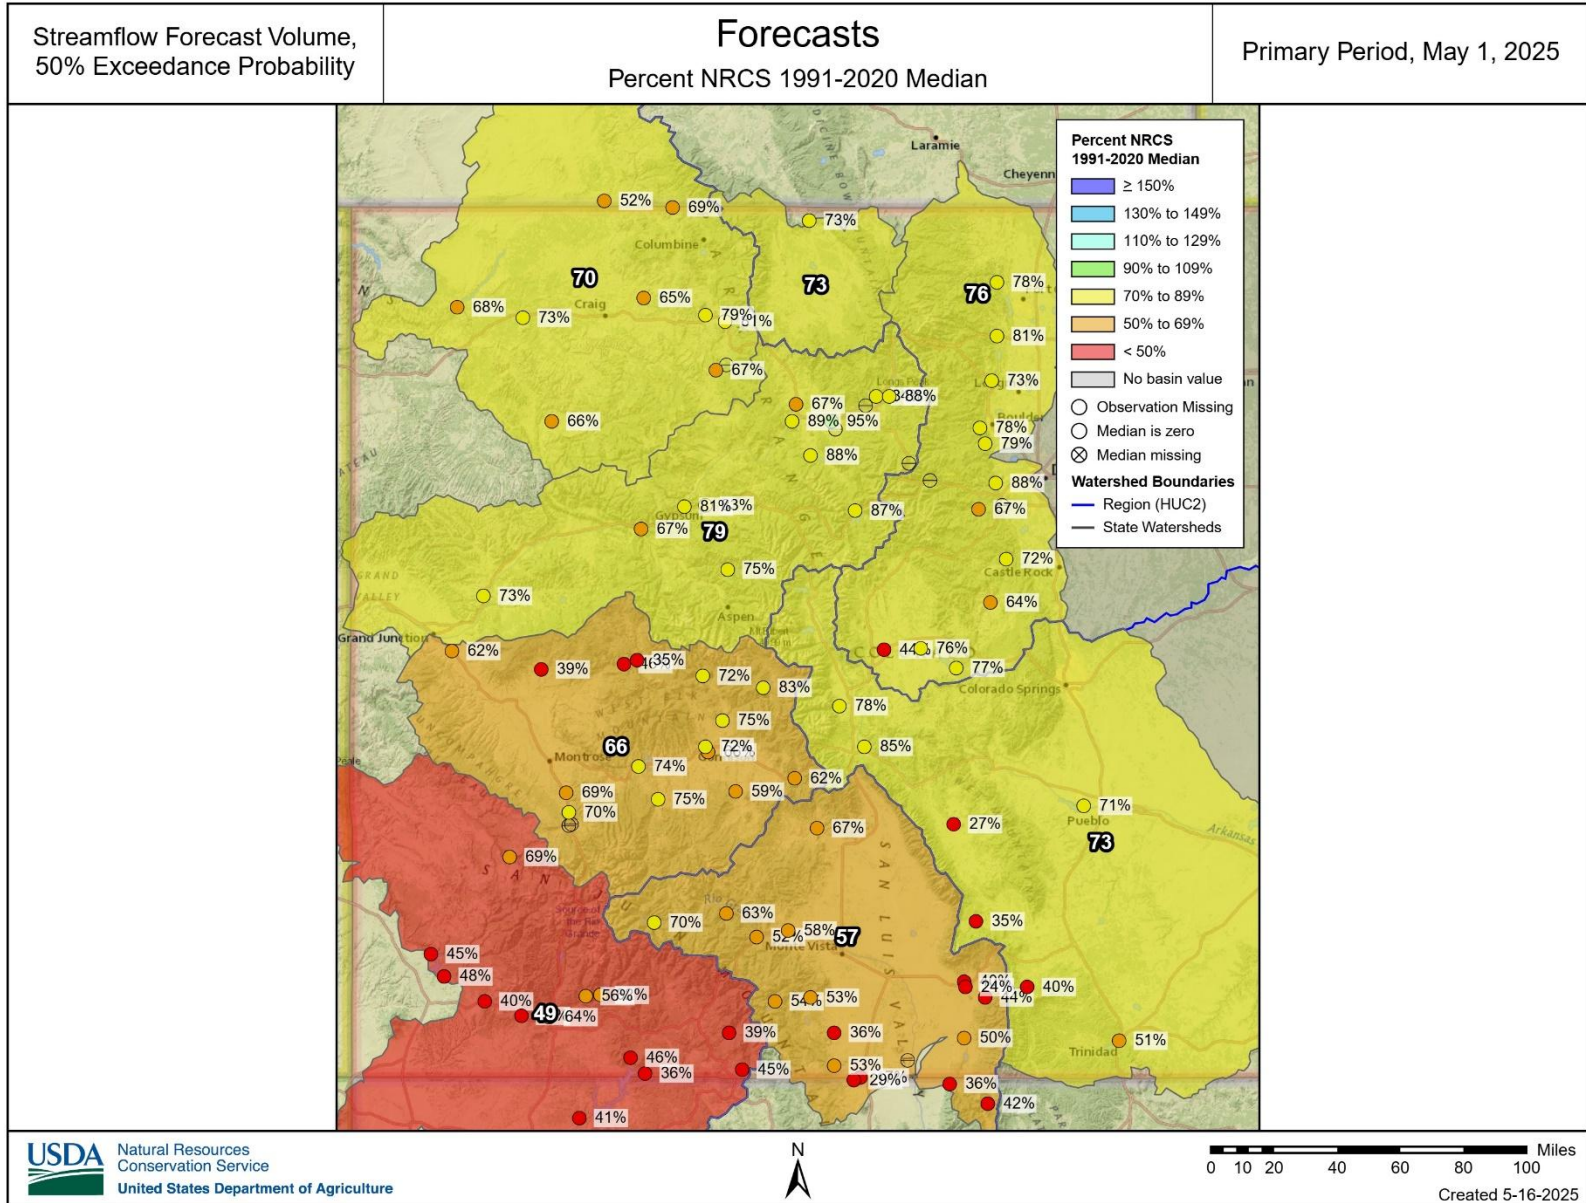 Streamflow Forecast Volume,
50% Exceedance Probability
Forecasts
Percent NRCS 1991-2020 Median
Primary Period, May 1, 2025
Laramie
Percent NRCS
1991-2020 Median
≥ 150%
130% to 149%
110% to 129%
90% to 109%
70% to 89%
50% to 69%
< 50%
No basin value
Observation Missing
Median is zero
Median missing
Watershed Boundaries
Region (HUC2)
State Watersheds
Cheyenn
52%
69%
73%
Columbine
70
73
76
78%
68%
73%
Craig
65%
79%
81%
67%
73%
67%
88%
89%
95%
66%
88%
78%
Boulder
79%
88%
81%
Gypsum
67%
79
87%
67%
75%
72%
Castle Rock
73%
GRAND
VALLEY
Aspen
64%
Grand Junction
62%
39%
35%
72%
83%
44%
76%
77%
Colorado Springs
78%
75%
85%
66
72%
Montrose
74%
69%
70%
75%
59%
62%
71%
Pueblo
Arkansas
73
67%
27%
69%
SAN LUIS VALLEY
70%
63%
52%
58%
Monte Vista
57
35%
45%
48%
40%
56%
49
64%
54%
53%
24%
44%
40%
39%
36%
50%
51%
Trinidad
46%
36%
45%
53%
29%
36%
42%
41%
USDA
Natural Resources
Conservation Service
United States Department of Agriculture
N
Miles
0 10 20 40 60 80 100
Created 5-16-2025